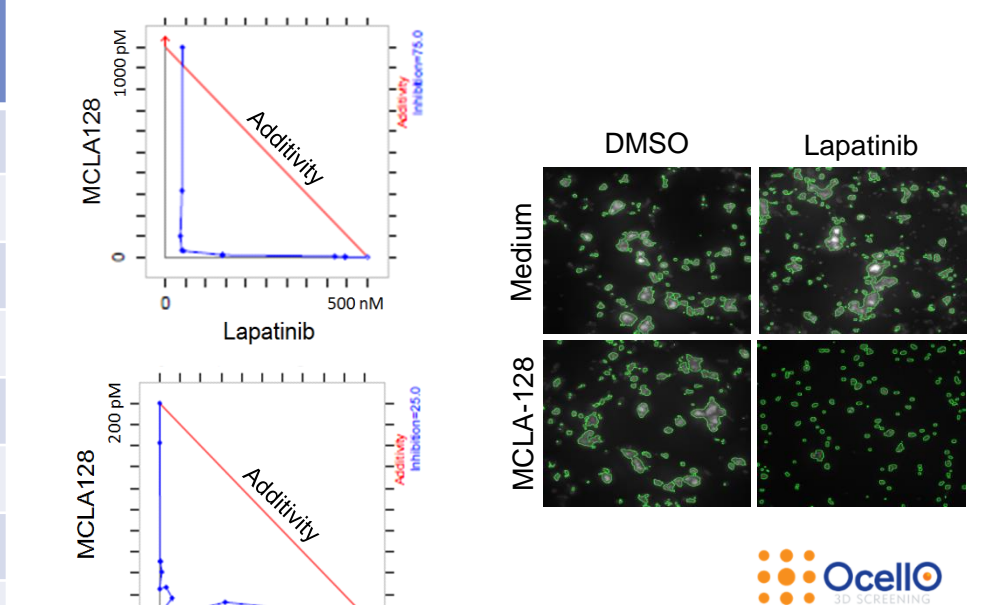 1000 pM
MCLA128
Additivity
Additivity
Inhibition=75.0
0
0
500 nM
Lapatinib
200 pM
MCLA128
Additivity
Additivity
Inhibition=25.0
DMSO
Lapatinib
Medium
MCLA-128
OcellO
3D SCREENING